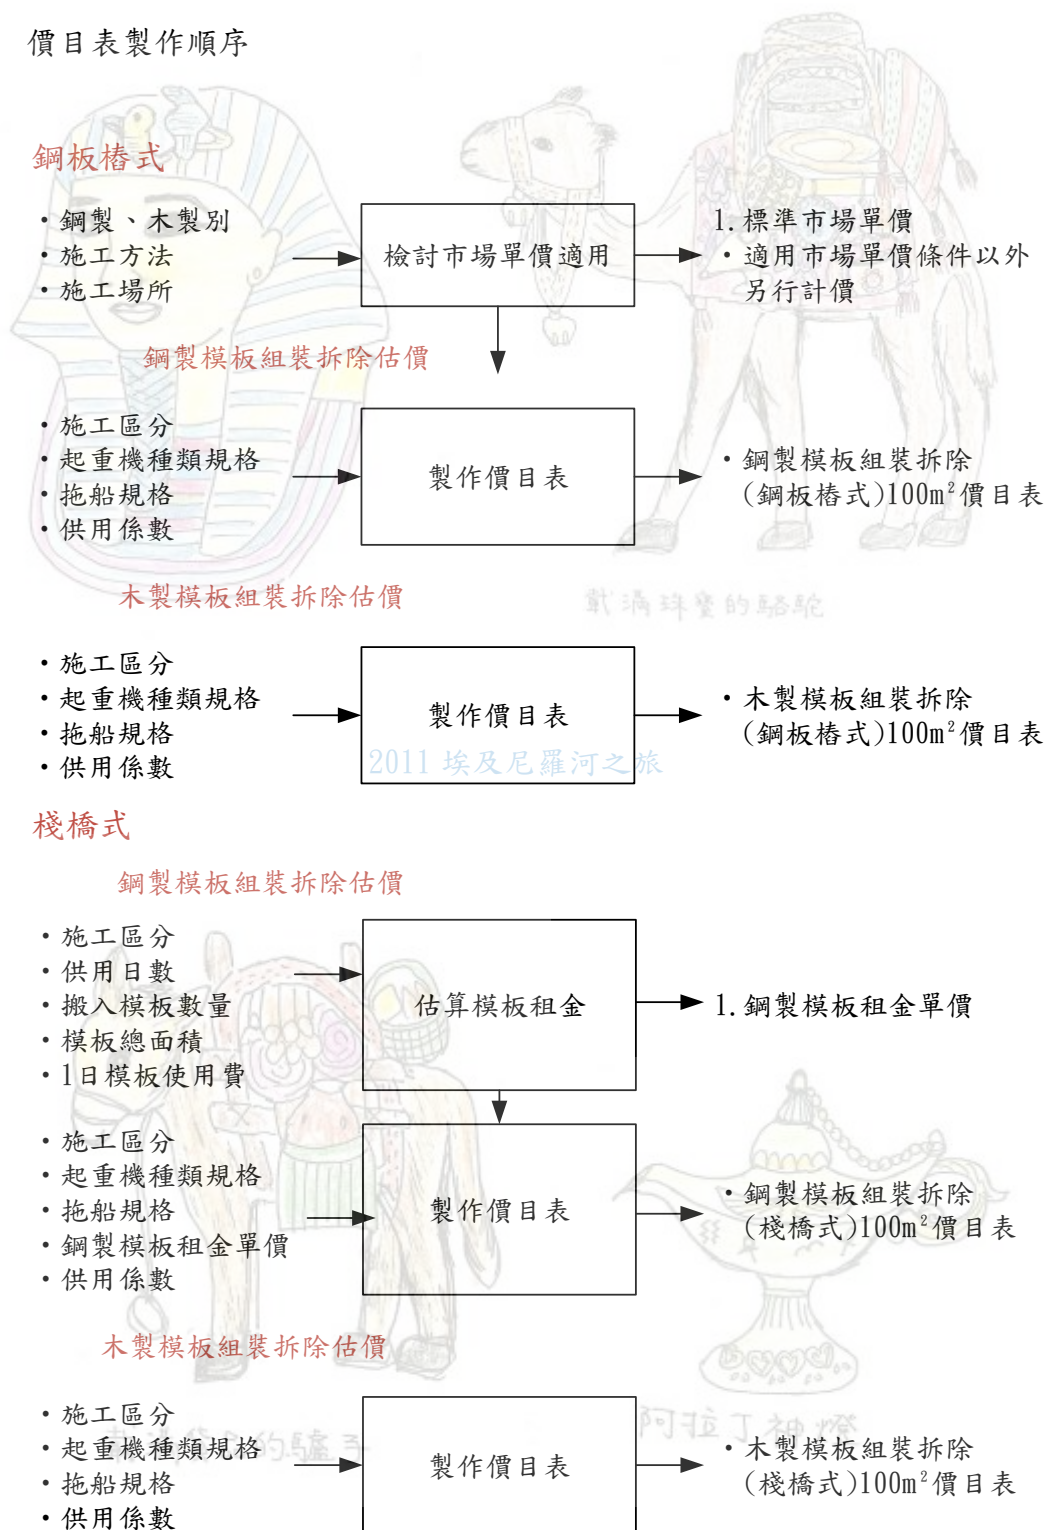 價目表製作順序
鋼板樁式
・鋼製、木製別
・施工方法
・施工場所
檢討市場單價適用
1.標準市場單價
・適用市場單價條件以外
另行計價
鋼製模板組裝拆除估價
・施工區分
・起重機種類規格
・拖船規格
・供用係數
製作價目表
・鋼製模板組裝拆除
(鋼板樁式)100m²價目表
木製模板組裝拆除估價
載滿珠寶的駱駝
・施工區分
・起重機種類規格
・拖船規格
・供用係數
製作價目表
・木製模板組裝拆除
(鋼板樁式)100m²價目表
2011 埃及尼羅河之旅
棧橋式
鋼製模板組裝拆除估價
・施工區分
・供用日數
・搬入模板數量
・模板總面積
・1日模板使用費
估算模板租金
1.鋼製模板租金單價
・施工區分
・起重機種類規格
・拖船規格
・鋼製模板租金單價
・供用係數
製作價目表
・鋼製模板組裝拆除
(棧橋式)100m²價目表
木製模板組裝拆除估價
阿拉丁神燈
的驢子
・施工區分
・起重機種類規格
・拖船規格
・供用係數
製作價目表
・木製模板組裝拆除
(棧橋式)100m²價目表